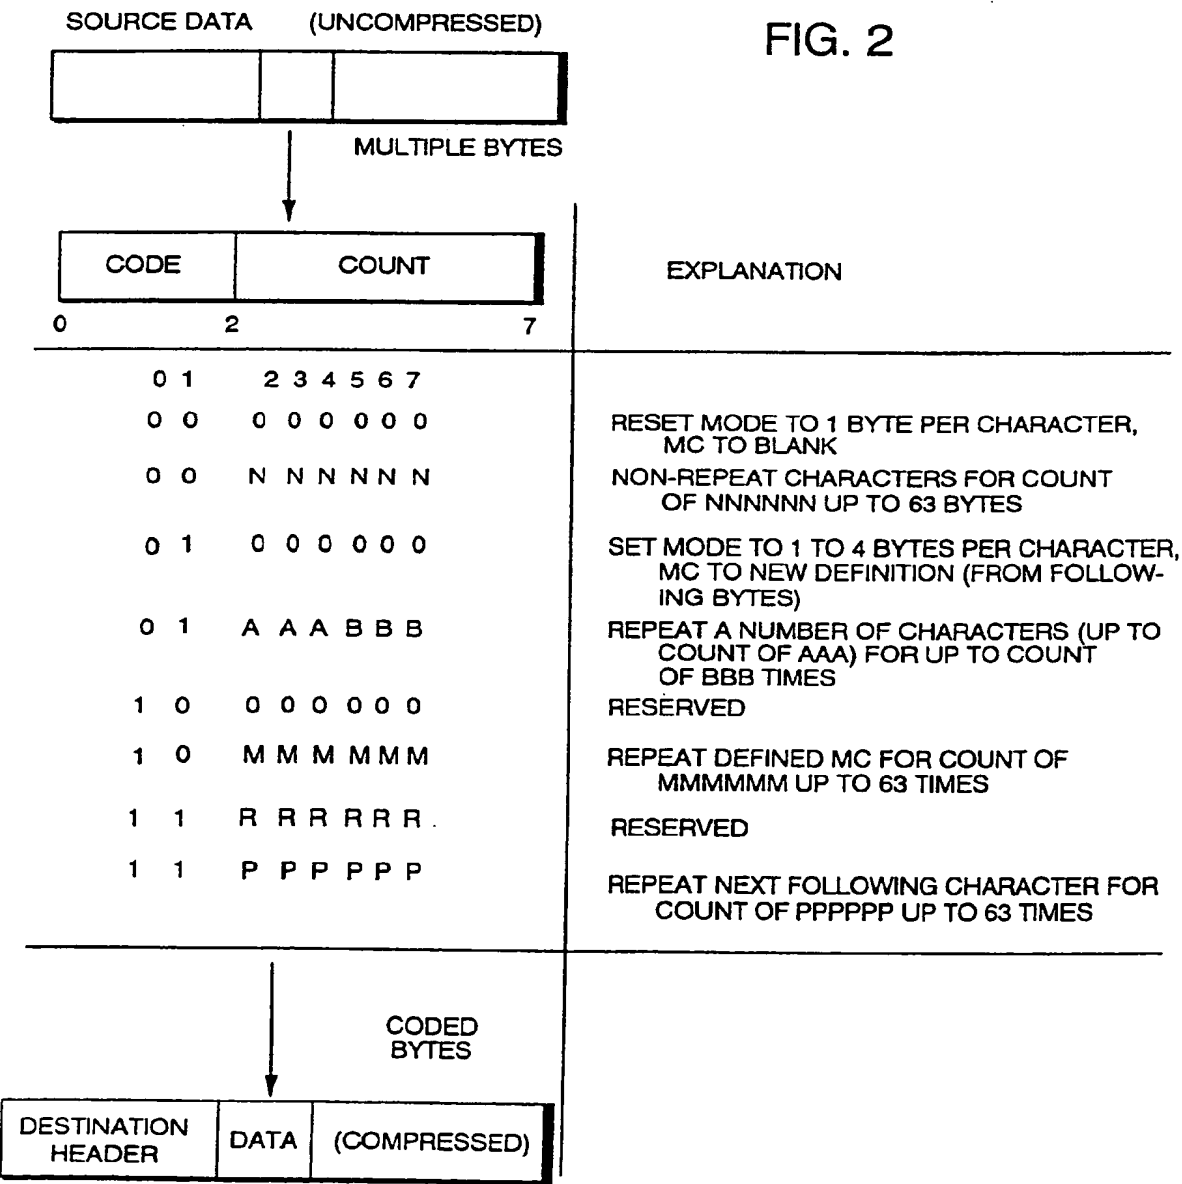 SOURCE DATA (UNCOMPRESSED)
FIG. 2
MULTIPLE BYTES
CODE COUNT
EXPLANATION
0 2 7
0 1 2 3 4 5 6 7
0 0 0 0 0 0 0 0
RESET MODE TO 1 BYTE PER CHARACTER,
MC TO BLANK
0 0 N N N N N N
NON-REPEAT CHARACTERS FOR COUNT
OF NNNNNN UP TO 63 BYTES
0 1 0 0 0 0 0 0
SET MODE TO 1 TO 4 BYTES PER CHARACTER,
MC TO NEW DEFINITION (FROM FOLLOW-
ING BYTES)
0 1 A A A B B B
REPEAT A NUMBER OF CHARACTERS (UP TO
COUNT OF AAA) FOR UP TO COUNT
OF BBB TIMES
1 0 0 0 0 0 0 0
RESERVED
1 0 M M M M M M
REPEAT DEFINED MC FOR COUNT OF
MMMMMM UP TO 63 TIMES
1 1 R R R R R R
RESERVED
1 1 P P P P P P
REPEAT NEXT FOLLOWING CHARACTER FOR
COUNT OF PPPPPP UP TO 63 TIMES
CODED
BYTES
DESTINATION
HEADER
DATA (COMPRESSED)